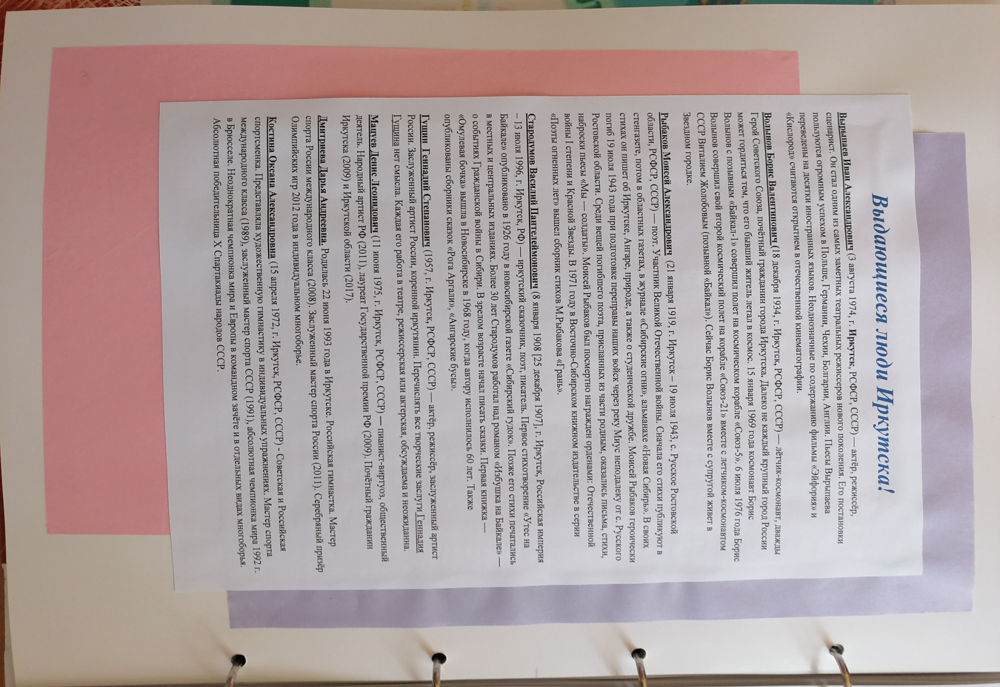 Выдающиеся люди Иркутска!
Вырыпаев Иван Александрович (3 августа 1974, г. Иркутск, РСФСР, СССР) — актёр, режиссёр,
сценарист. Он стал одним из самых заметных театральных режиссеров нового поколения. Его постановки
пользуются огромным успехом в Польше, Германии, Чехии, Болгарии, Англии. Пьесы Вырыпаева
переведены на десятки иностранных языков. Неоднозначные по содержанию фильмы «Эйфория» и
«Кислород» считаются открытием в отечественной кинематографии.
Волынов Борис Валентинович (18 декабря 1934, г. Иркутск, РСФСР, СССР) — лётчик-космонавт, дважды
Герой Советского Союза, почётный гражданин города Иркутска. Далеко не каждый крупный город России
может гордиться тем, что его бывший житель летал в космос. 15 января 1969 года космонавт Борис
Волынов с позывным «Байкал-1» совершил полет на космическом корабле «Союз-5». 6 июля 1976 года Борис
Волынов совершил свой второй космический полет на корабле «Союз-21» вместе с летчиком-космонавтом
СССР Виталием Жолобовым (позывной «Байкал»). Сейчас Борис Волынов вместе с супругой живет в
Звездном городке.
Рыбаков Моисей Александрович (21 января 1919, г. Иркутск – 19 июля 1943, с. Русское Ростовской
области, РСФСР, СССР) — поэт. Участник Великой Отечественной войны. Сначала его стихи публикуют в
стенгазете, потом в областных газетах, в журнале «Сибирские огни», альманахе «Новая Сибирь». В своих
стихах он пишет об Иркутске, Ангаре, природе, а также о студенческой дружбе. Моисей Рыбаков героически
погиб 19 июля 1943 года при подготовке переправы наших войск через реку Миус неподалеку от с. Русского
Ростовской области. Среди вещей погибшего поэта, присланных из части родным, оказались письма, стихи,
наброски пьесы «Мы — солдаты». Моисей Рыбаков был посмертно награжден орденами: Отечественной
войны I степени и Красной Звезды. В 1971 году в Восточно-Сибирском книжном издательстве в серии
«Поэты огненных лет» вышел сборник стихов М.Рыбакова «Грань».
Стародумов Василий Пантелеймонович (8 января 1908 [25 декабря 1907], г. Иркутск, Российская империя
– 13 июля 1996, г. Иркутск, РФ) — иркутский сказочник, поэт, писатель. Первое стихотворение «Утес на
Байкале» опубликовано в 1926 году в новосибирской газете «Сибирский гудок». Позже его стихи печатались
в местных и центральных изданиях. Более 30 лет Стародумов работал над романом «Избушка на Байкале» —
о событиях Гражданской войны в Сибири. В зрелом возрасте начал писать сказки. Первая книжка —
«Омулевая бочка» вышла в Новосибирске в 1968 году, когда автору исполнилось 60 лет. Также
опубликованы сборники сказок «Рога Аргали», «Ангарские бусы».
Гущин Геннадий Степанович (1957, г. Иркутск, РСФСР, СССР) — актёр, режиссёр, заслуженный артист
России. Заслуженный артист России, коренной иркутянин. Перечислять все творческие заслуги Геннадия
Гущина нет смысла. Каждая его работа в театре, режиссерская или актерская, обсуждаема и неожиданна.
Мацуев Денис Леонидович (11 июня 1975, г. Иркутск, РСФСР, СССР) — пианист-виртуоз, общественный
деятель. Народный артист РФ (2011), лауреат Государственной премии РФ (2009). Почётный гражданин
Иркутска (2009) и Иркутской области (2017).
Дмитриева Дарья Андреевна. Родилась 22 июня 1993 года в Иркутске. Российская гимнастка. Мастер
спорта России международного класса (2008). Заслуженный мастер спорта России (2011). Серебряный призёр
Олимпийских игр 2012 года в индивидуальном многоборье.
Костина Оксана Александровна (15 апреля 1972, г. Иркутск, РСФСР, СССР) - Советская и Российская
спортсменка. Представляла художественную гимнастику в индивидуальных упражнениях. Мастер спорта
международного класса (1989), заслуженный мастер спорта СССР (1991), абсолютная чемпионка мира 1992 г.
в Брюсселе. Неоднократная чемпионка мира и Европы в командном зачёте и в отдельных видах многоборья.
Абсолютная победительница X Спартакиады народов СССР.